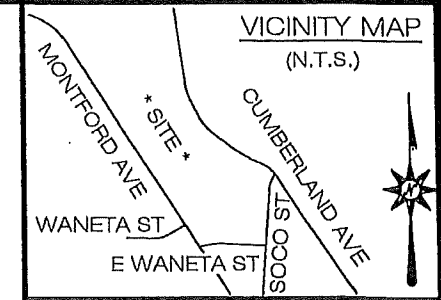 VICINITY MAP
(N.T.S.)
MONTFORD AVE
* SITE *
CUMBERLAND AVE
WANETA ST
E WANETA ST
SOCO ST
N